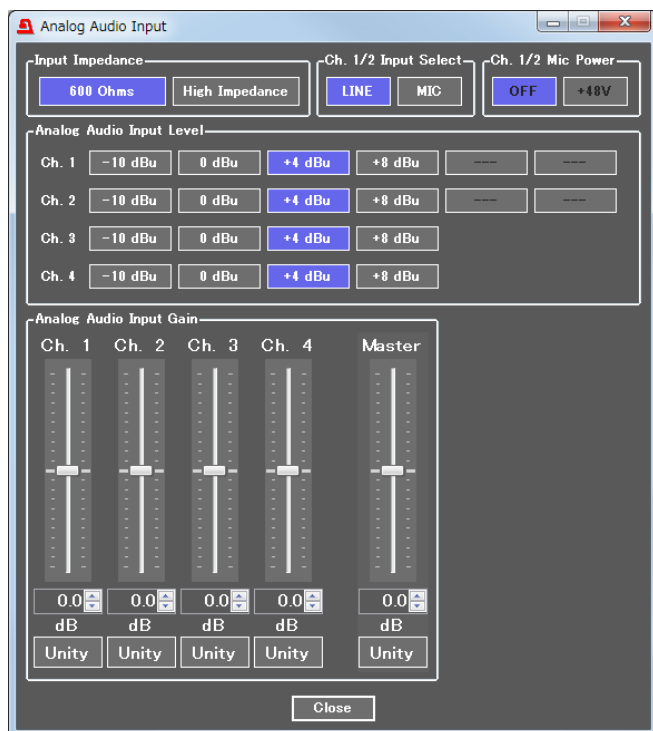 Analog Audio Input
Input Impedance
600 Ohms High Impedance
Ch. 1/2 Input Select
LINE MIC
Ch. 1/2 Mic Power
OFF +48V
Analog Audio Input Level
Ch. 1 -10 dBu 0 dBu +4 dBu +8 dBu --- ---
Ch. 2 -10 dBu 0 dBu +4 dBu +8 dBu --- ---
Ch. 3 -10 dBu 0 dBu +4 dBu +8 dBu
Ch. 4 -10 dBu 0 dBu +4 dBu +8 dBu
Analog Audio Input Gain
Ch. 1 Ch. 2 Ch. 3 Ch. 4 Master
0.0 0.0 0.0 0.0 0.0
dB dB dB dB dB
Unity Unity Unity Unity Unity
Close